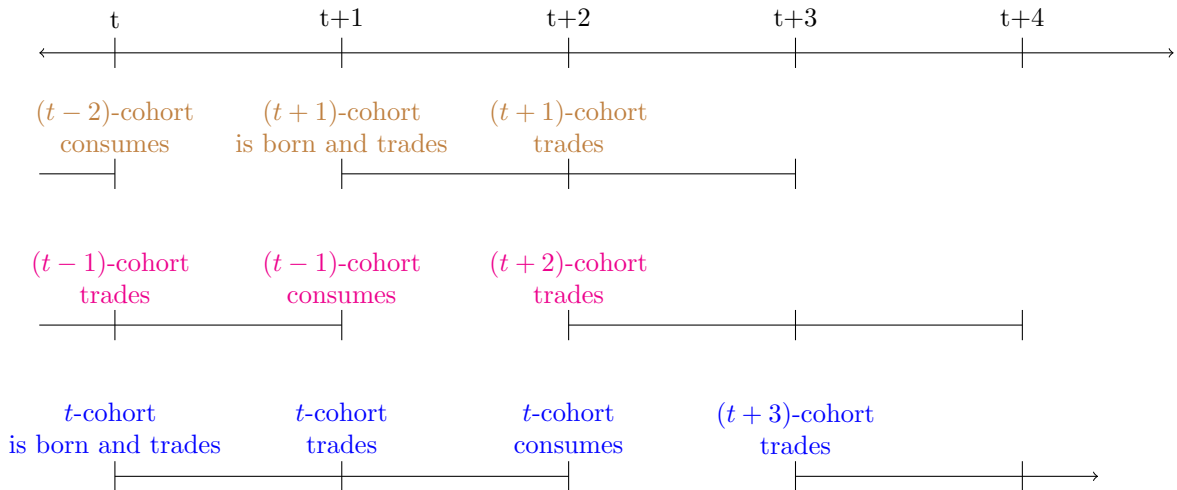 t t+1 t+2 t+3 t+4
(t − 2)-cohort (t + 1)-cohort (t + 1)-cohort
consumes is born and trades trades
(t − 1)-cohort (t − 1)-cohort (t + 2)-cohort
trades consumes trades
t-cohort t-cohort t-cohort (t + 3)-cohort
is born and trades trades consumes trades